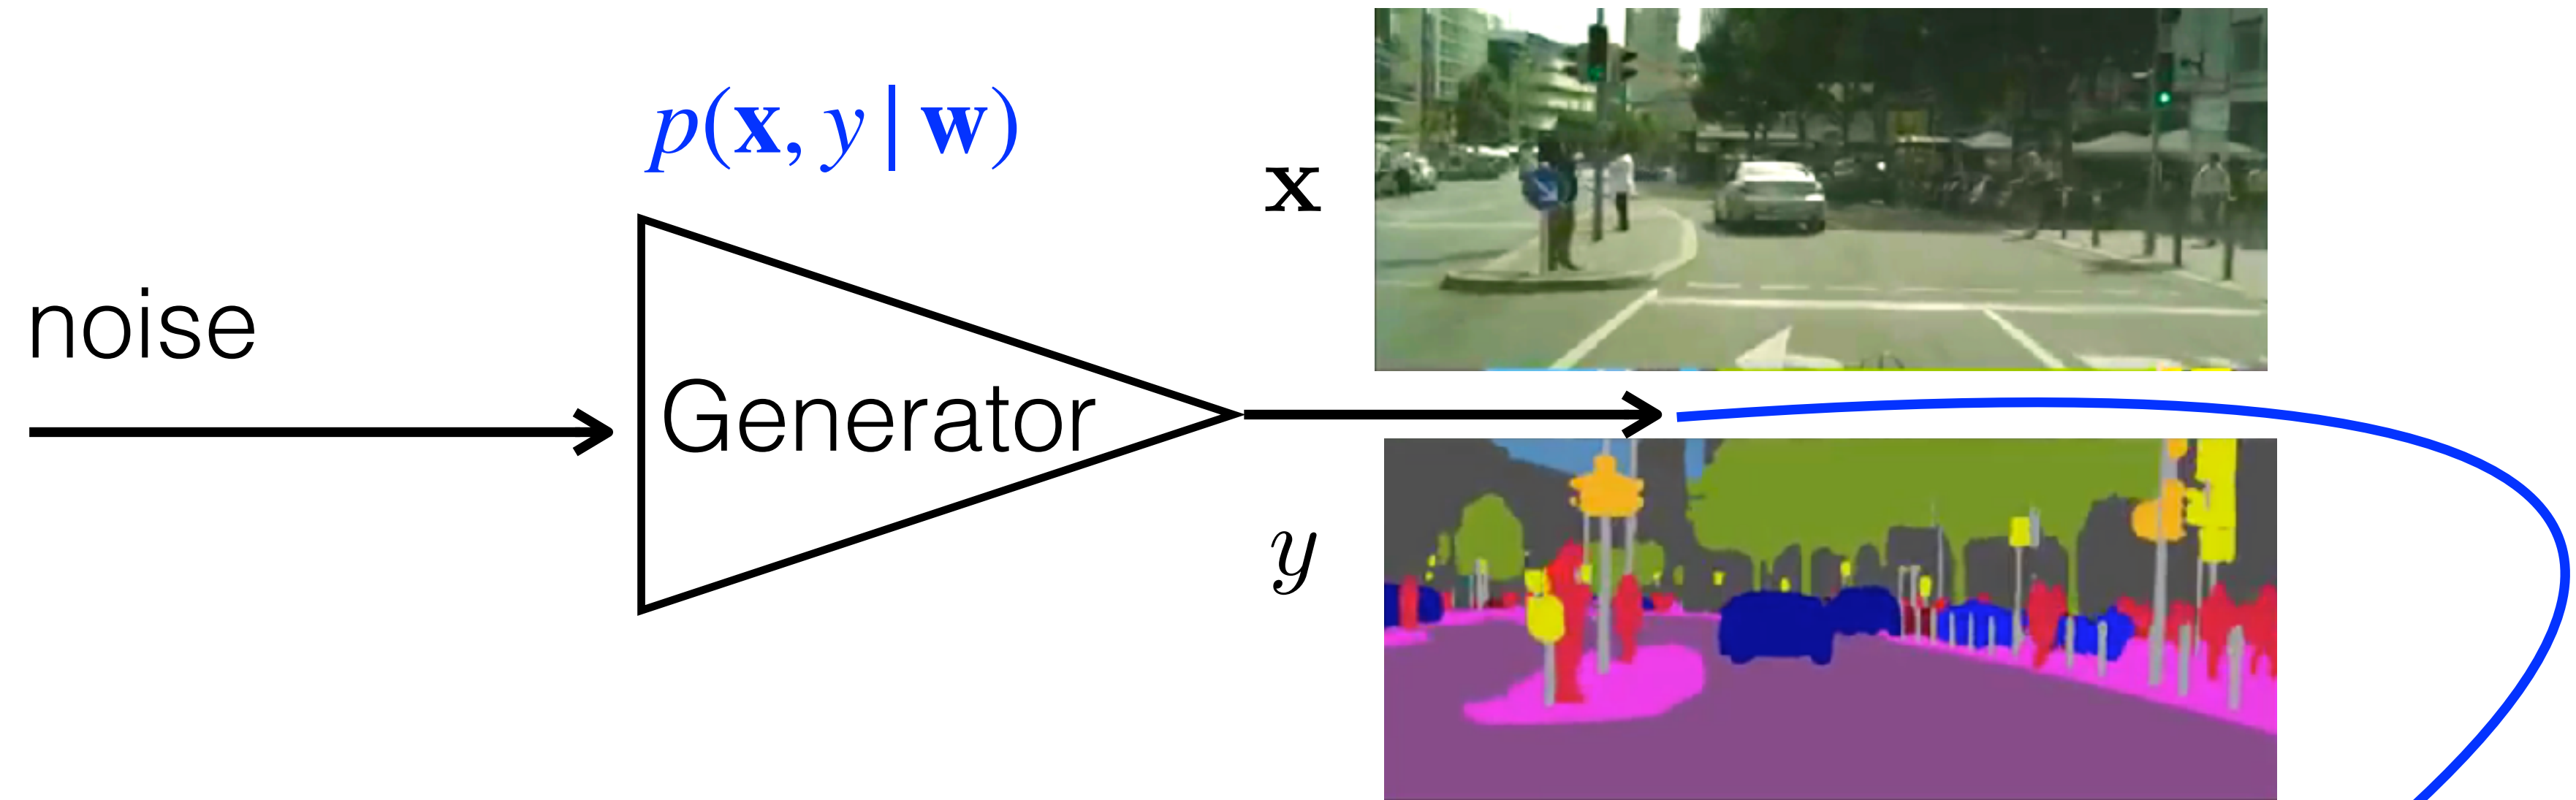 p(x, y | w)
x
noise
Generator
y